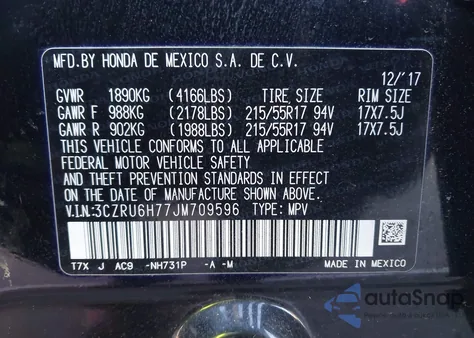 MFD.BY HONDA DE MEXICO S.A. DE C.V.
12/'17
GVWR 1890KG (4166LBS) TIRE SIZE RIM SIZE
GAWR F 988KG (2178LBS) 215/55R17 94V 17X7.5J
GAWR R 902KG (1988LBS) 215/55R17 94V 17X7.5J
THIS VEHICLE CONFORMS TO ALL APPLICABLE
FEDERAL MOTOR VEHICLE SAFETY
AND THEFT PREVENTION STANDARDS IN EFFECT
ON THE DATE OF MANUFACTURE SHOWN ABOVE.
V.I.N:3CZRU6H77JM709596 TYPE: MPV
T7X J AC9 -NH731P -A -M MADE IN MEXICO
autoSnap